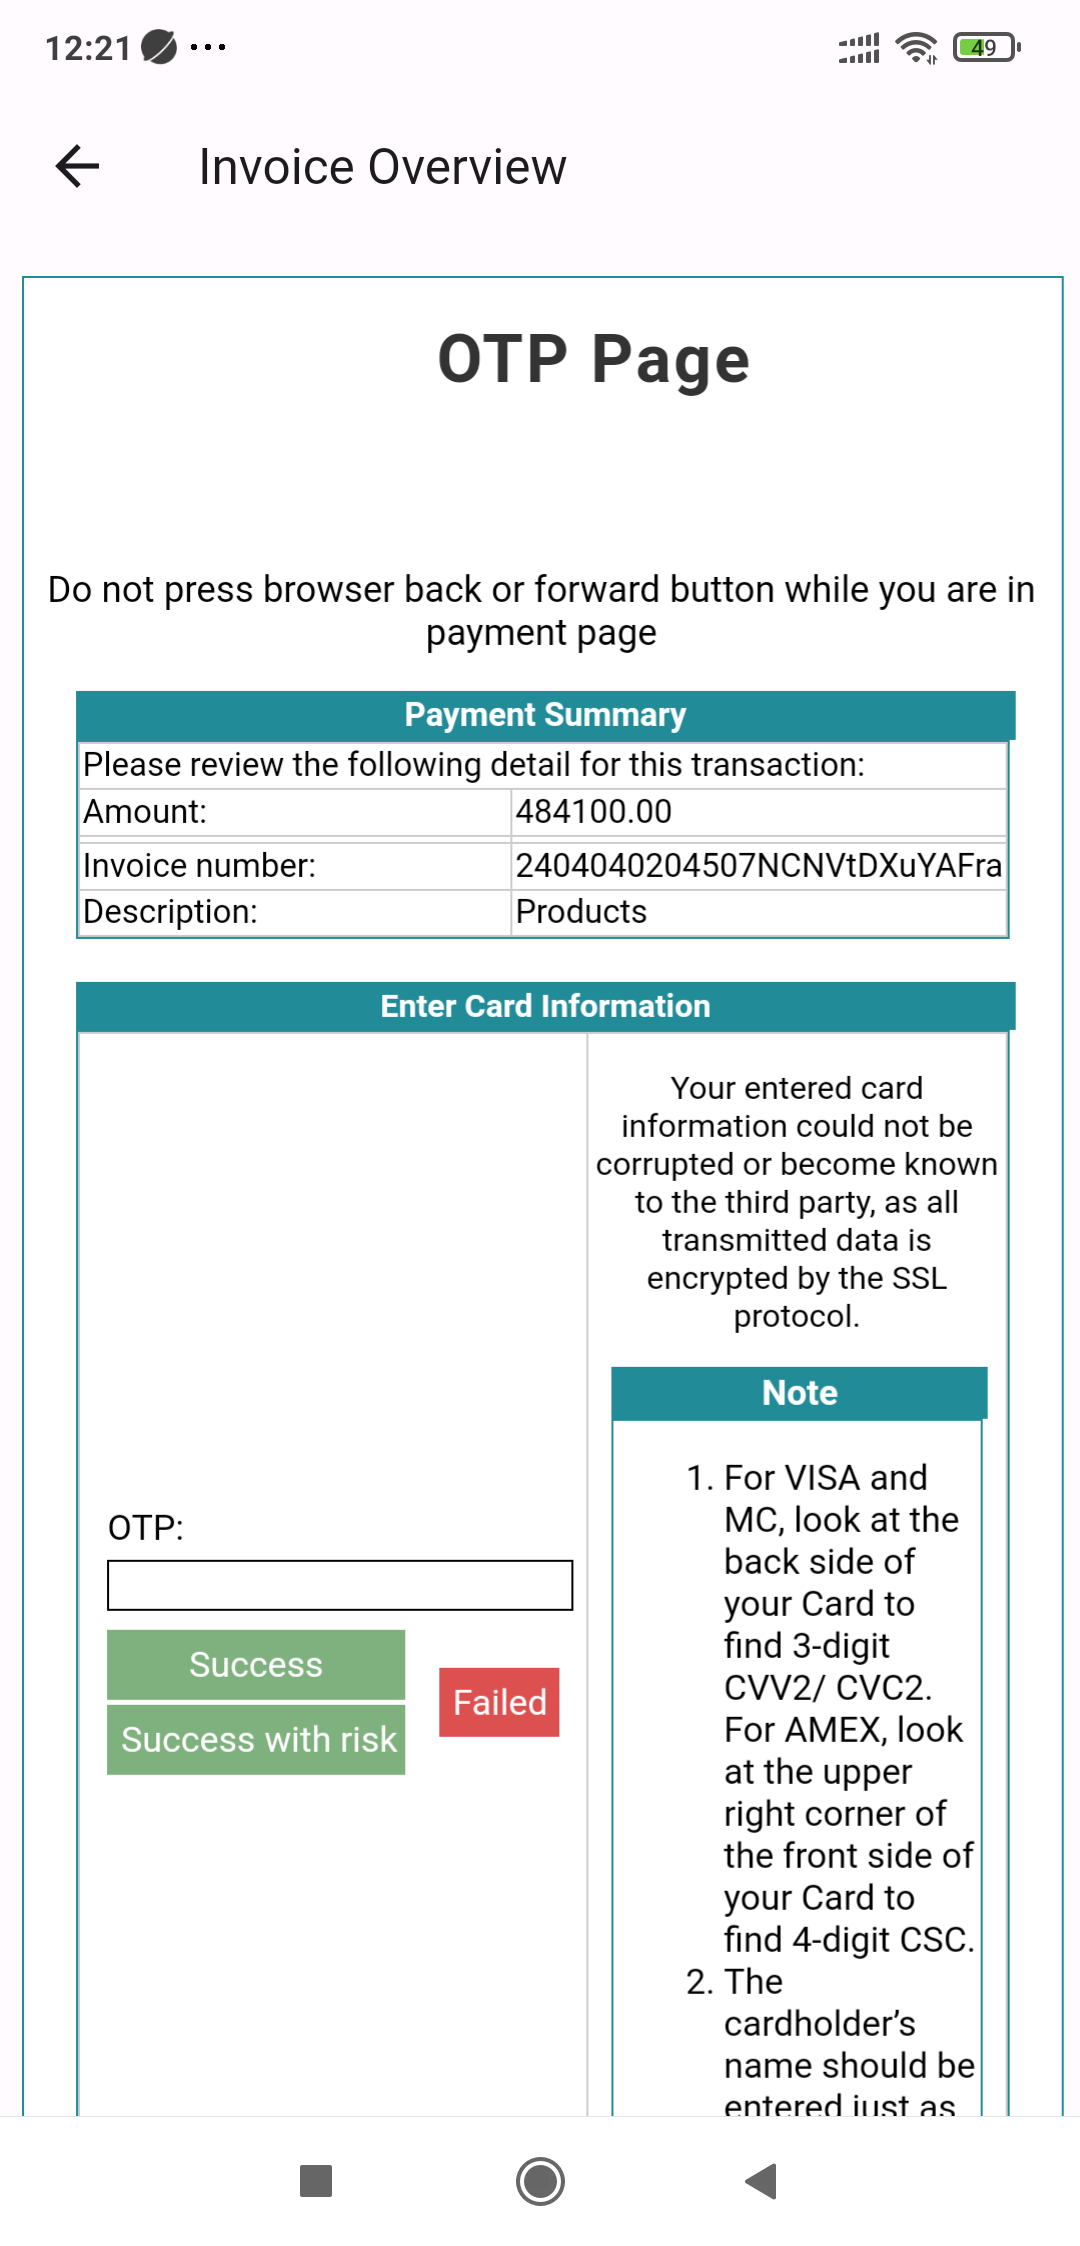 12:21
49
Invoice Overview
OTP Page
Do not press browser back or forward button while you are in
payment page
Payment Summary
Please review the following detail for this transaction:
Amount: 484100.00
Invoice number: 2404040204507NCNVtDXuYAFra
Description: Products
Enter Card Information
Your entered card
information could not be
corrupted or become known
to the third party, as all
transmitted data is
encrypted by the SSL
protocol.
OTP:
Success
Success with risk
Failed
Note
1. For VISA and
MC, look at the
back side of
your Card to
find 3-digit
CVV2/ CVC2.
For AMEX, look
at the upper
right corner of
the front side of
your Card to
find 4-digit CSC.
2. The
cardholder’s
name should be
entered just as